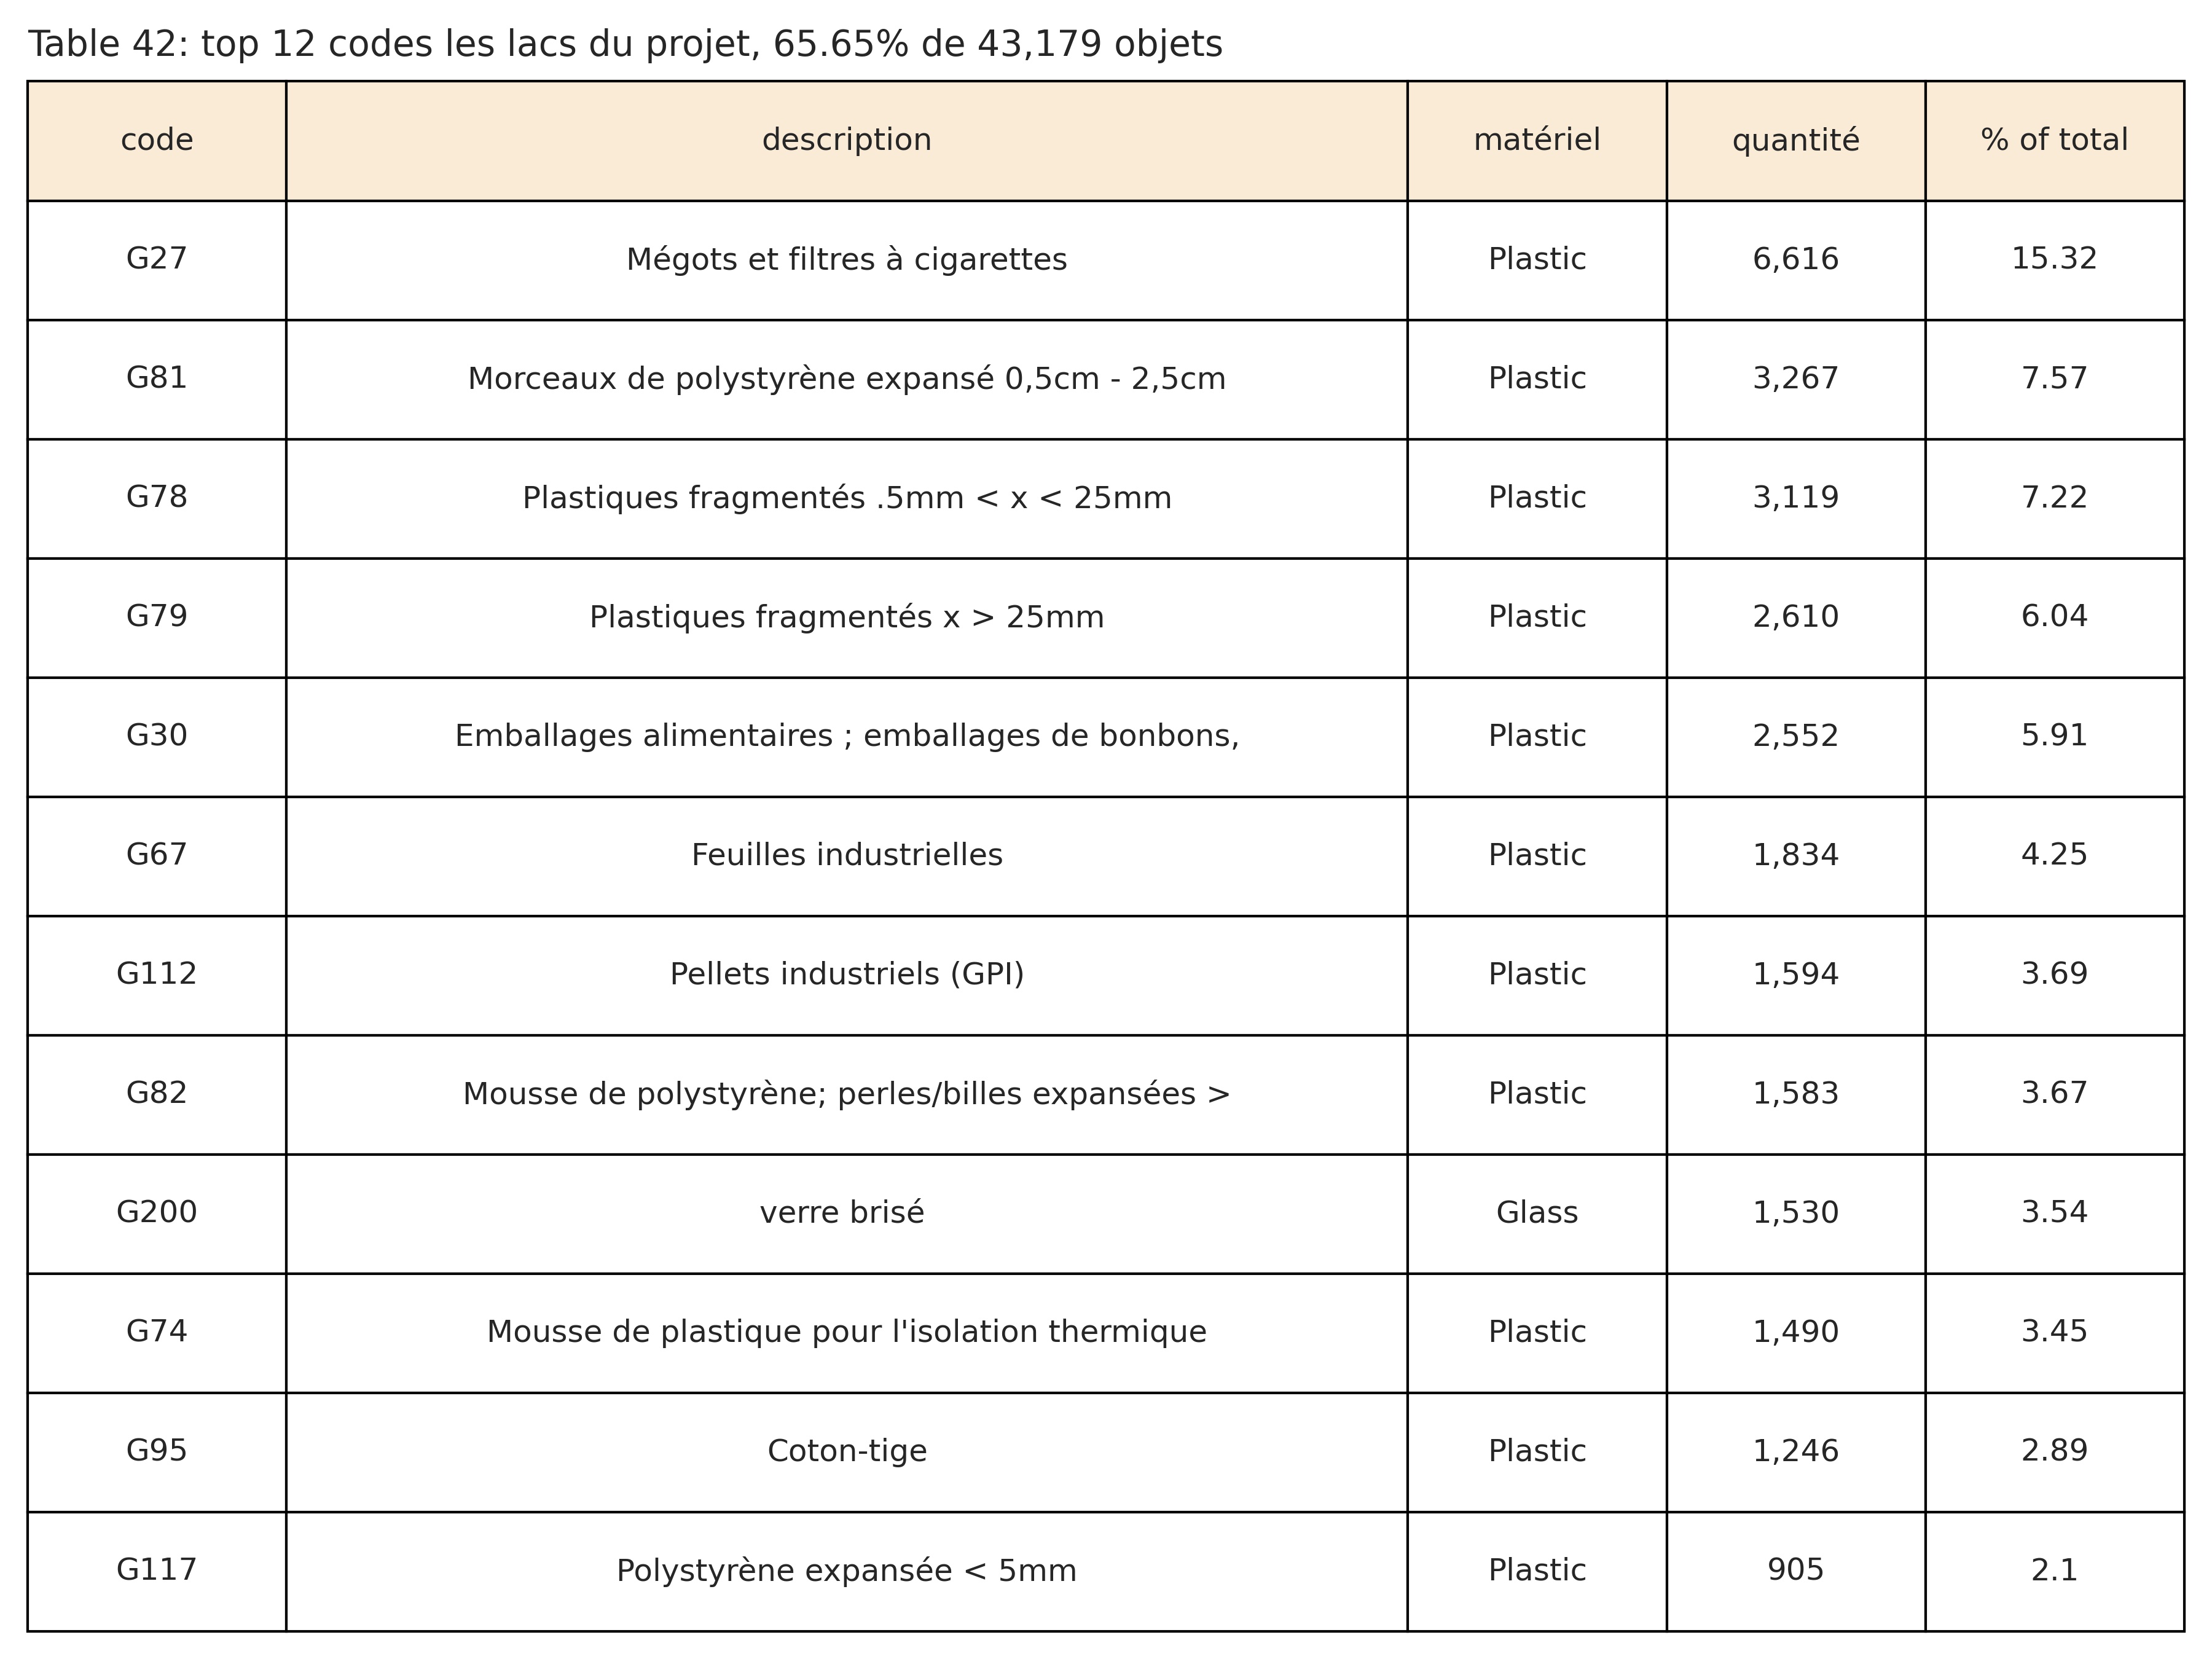 Table 42: top 12 codes les lacs du projet, 65.65% de 43,179 objets
code description matériel quantité % of total
G27 Mégots et filtres à cigarettes Plastic 6,616 15.32
G81 Morceaux de polystyrène expansé 0,5cm - 2,5cm Plastic 3,267 7.57
G78 Plastiques fragmentés .5mm < x < 25mm Plastic 3,119 7.22
G79 Plastiques fragmentés x > 25mm Plastic 2,610 6.04
G30 Emballages alimentaires ; emballages de bonbons, Plastic 2,552 5.91
G67 Feuilles industrielles Plastic 1,834 4.25
G112 Pellets industriels (GPI) Plastic 1,594 3.69
G82 Mousse de polystyrène; perles/billes expansées > Plastic 1,583 3.67
G200 verre brisé Glass 1,530 3.54
G74 Mousse de plastique pour l'isolation thermique Plastic 1,490 3.45
G95 Coton-tige Plastic 1,246 2.89
G117 Polystyrène expansée < 5mm Plastic 905 2.1